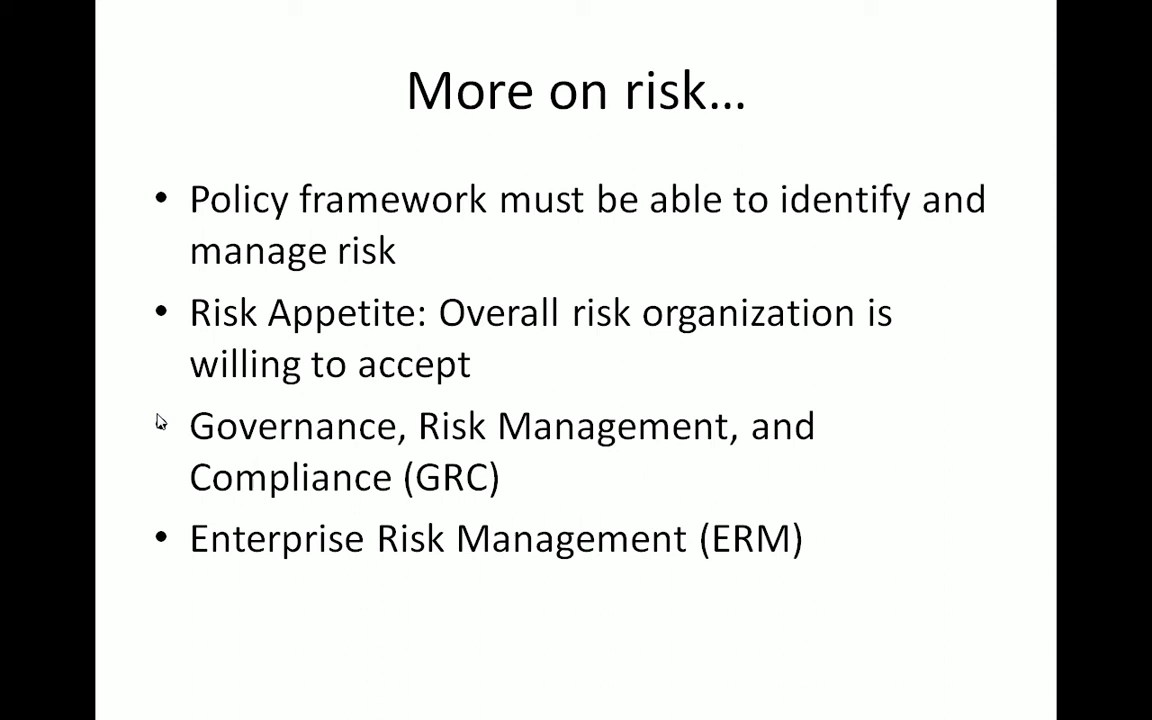 More on risk...
• Policy framework must be able to identify and
manage risk
• Risk Appetite: Overall risk organization is
willing to accept
Governance, Risk Management, and
Compliance (GRC)
• Enterprise Risk Management (ERM)